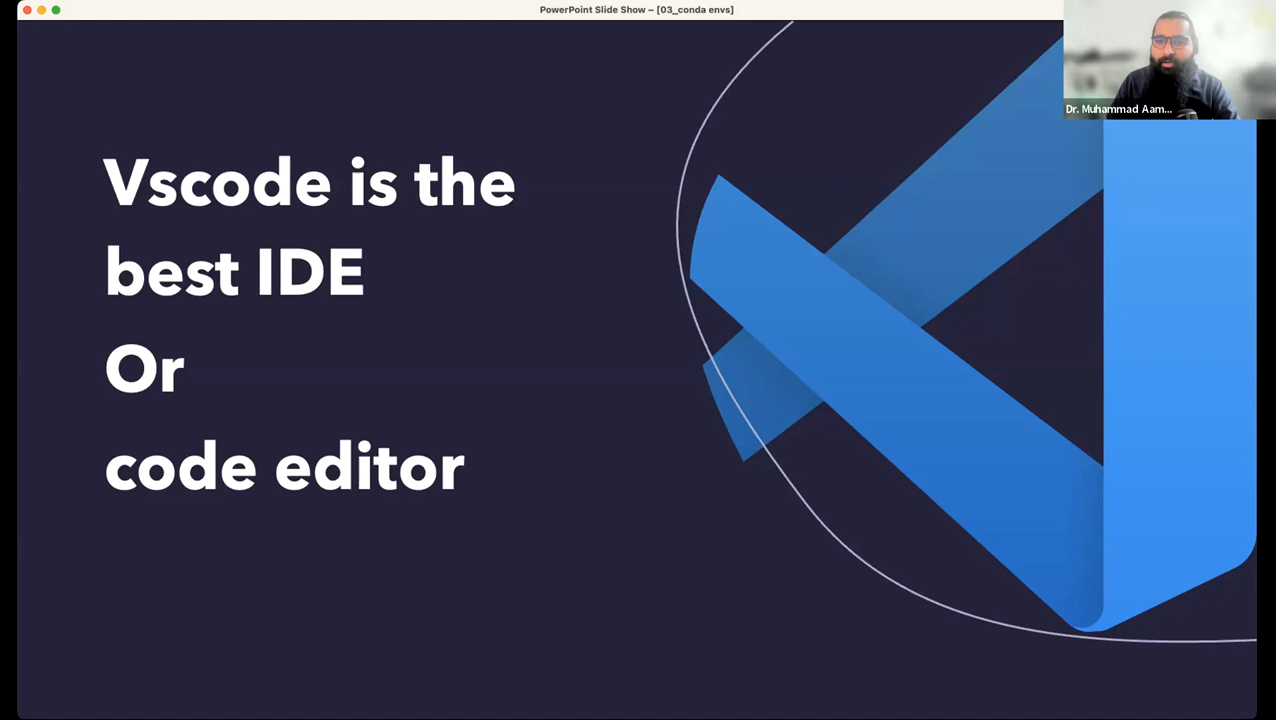 PowerPoint Slide Show – [03_conda envs]
Dr. Muhammad Aam...
Vscode is the
best IDE
Or
code editor